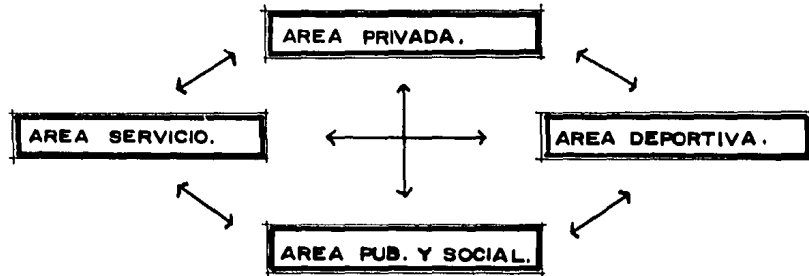 AREA PRIVADA.
AREA SERVICIO.
AREA DEPORTIVA.
AREA PUB. Y SOCIAL.